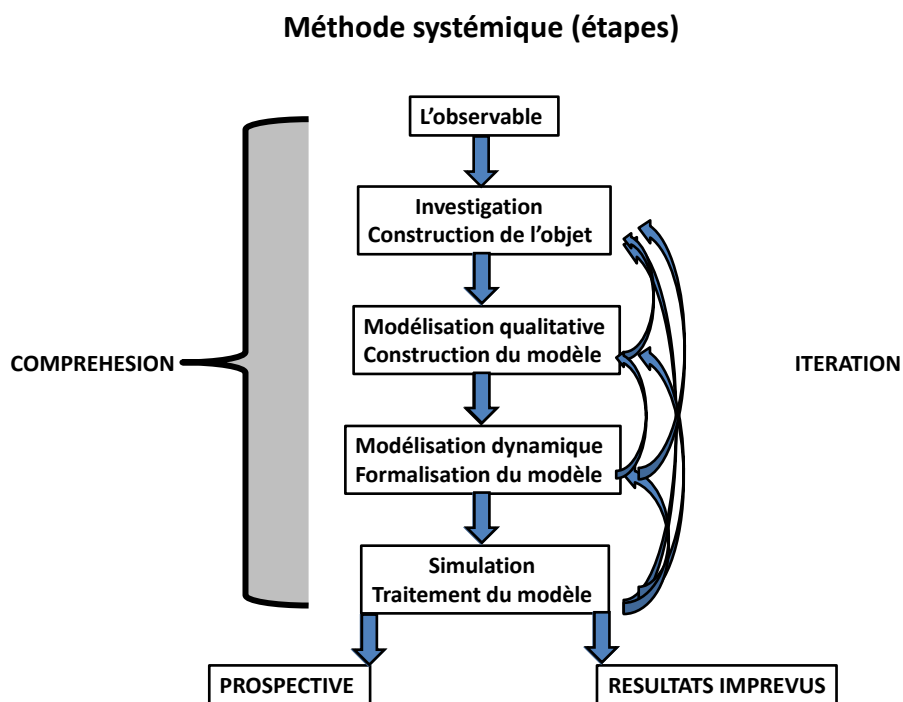 Méthode systémique (étapes)
L'observable
Investigation
Construction de l'objet
Modélisation qualitative
Construction du modèle
COMPREHESION
ITERATION
Modélisation dynamique
Formalisation du modèle
Simulation
Traitement du modèle
PROSPECTIVE
RESULTATS IMPREVUS